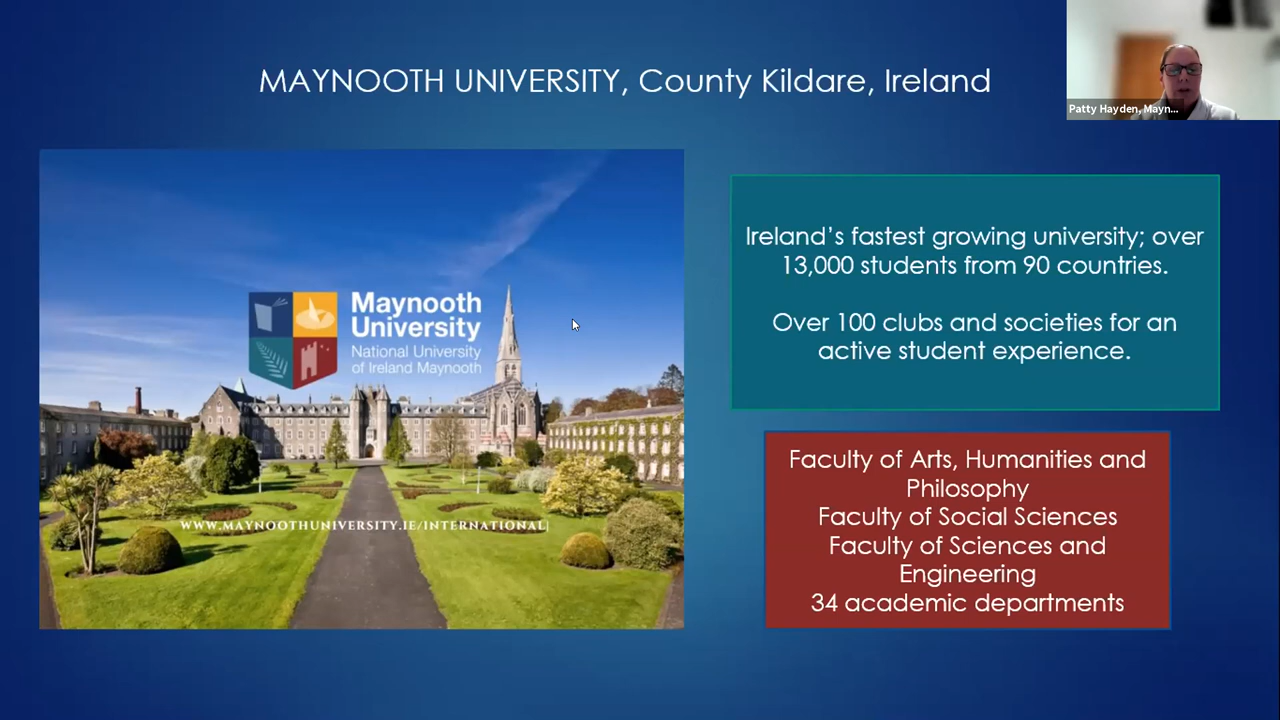 MAYNOOTH UNIVERSITY, County Kildare, Ireland
Patty Hayden, Mayn...
Ireland’s fastest growing university; over
13,000 students from 90 countries.
Over 100 clubs and societies for an
active student experience.
Maynooth
University
National University
of Ireland Maynooth
WWW.MAYNOOTHUNIVERSITY.IE/INTERNATIONAL
Faculty of Arts, Humanities and
Philosophy
Faculty of Social Sciences
Faculty of Sciences and
Engineering
34 academic departments